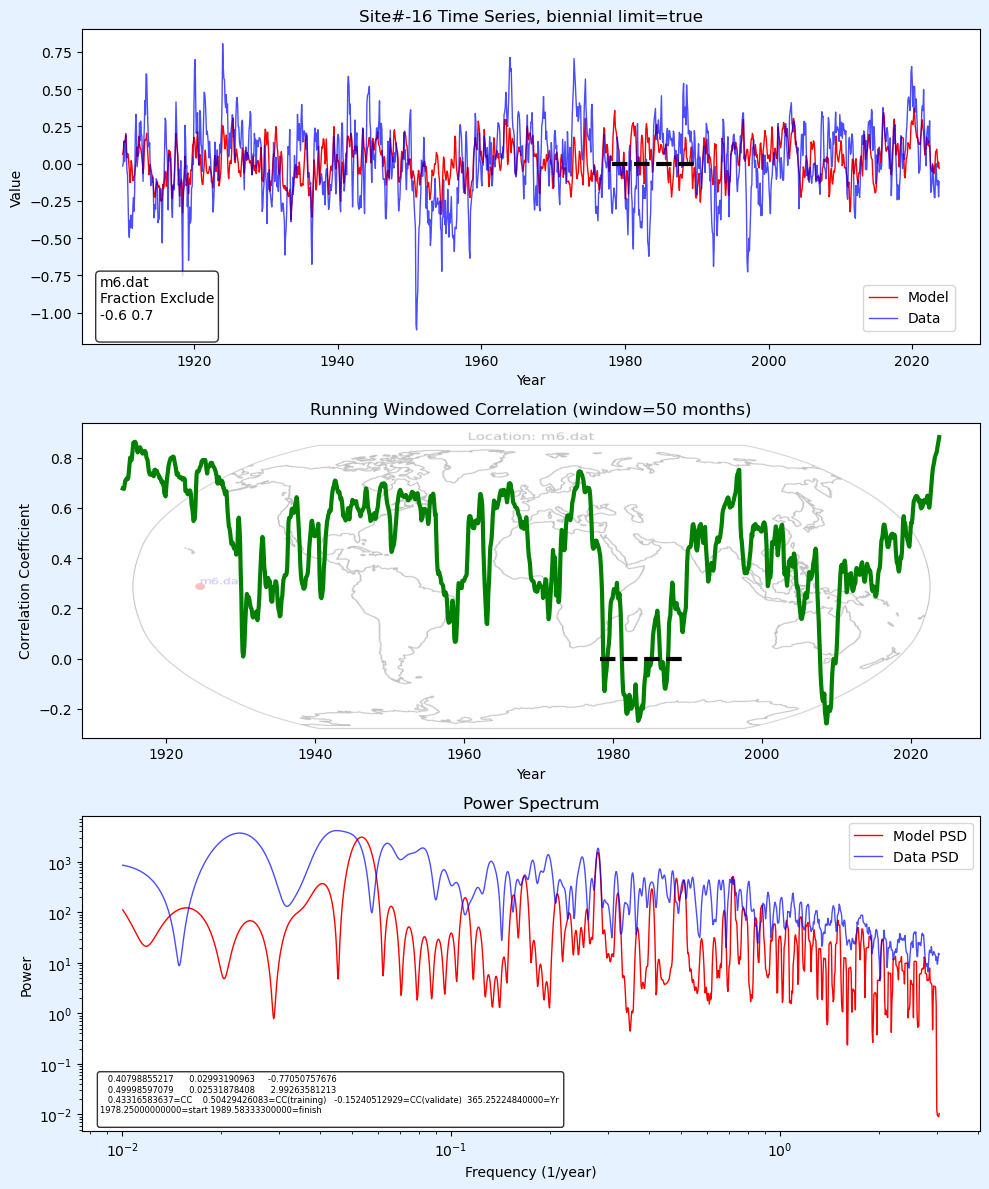 Site#-16 Time Series, biennial limit=true
Value
0.75
0.50
0.25
0.00
−0.25
−0.50
−0.75
−1.00
m6.dat
Fraction Exclude
-0.6 0.7
Model
Data
1920
1940
1960
1980
2000
2020
Year
Running Windowed Correlation (window=50 months)
Location: m6.dat
Correlation Coefficient
0.8
0.6
0.4
0.2
0.0
−0.2
m6.dat
1920
1940
1960
1980
2000
2020
Year
Power Spectrum
Model PSD
Data PSD
Power
10³
10²
10¹
10⁰
10⁻¹
10⁻²
0.40798855217 0.02993190963 -0.77050757676
0.49998597079 0.02531878408 2.99263581213
0.43316583637=CC 0.50429426083=CC(training) -0.15240512929=CC(validate) 365.25224840000=Yr
1978.25000000000=start 1989.58333300000=finish
10⁻²
10⁻¹
10⁰
Frequency (1/year)